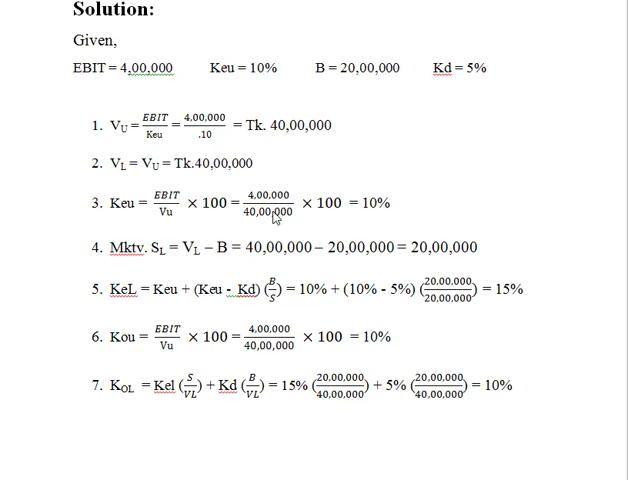 Solution:
Given,
EBIT = 4,00,000 Keu = 10% B = 20,00,000 Kd = 5%
1. VU = EBIT/Keu = 4,00,000/.10 = Tk. 40,00,000
2. VL = VU = Tk.40,00,000
3. Keu = EBIT/Vu × 100 = 4,00,000/40,00,000 × 100 = 10%
4. Mktv. SL = VL – B = 40,00,000 – 20,00,000 = 20,00,000
5. KeL = Keu + (Keu - Kd) (B/S) = 10% + (10% - 5%) (20,00,000/20,00,000) = 15%
6. Kou = EBIT/Vu × 100 = 4,00,000/40,00,000 × 100 = 10%
7. KOL = Kel (S/VL) + Kd (B/VL) = 15% (20,00,000/40,00,000) + 5% (20,00,000/40,00,000) = 10%